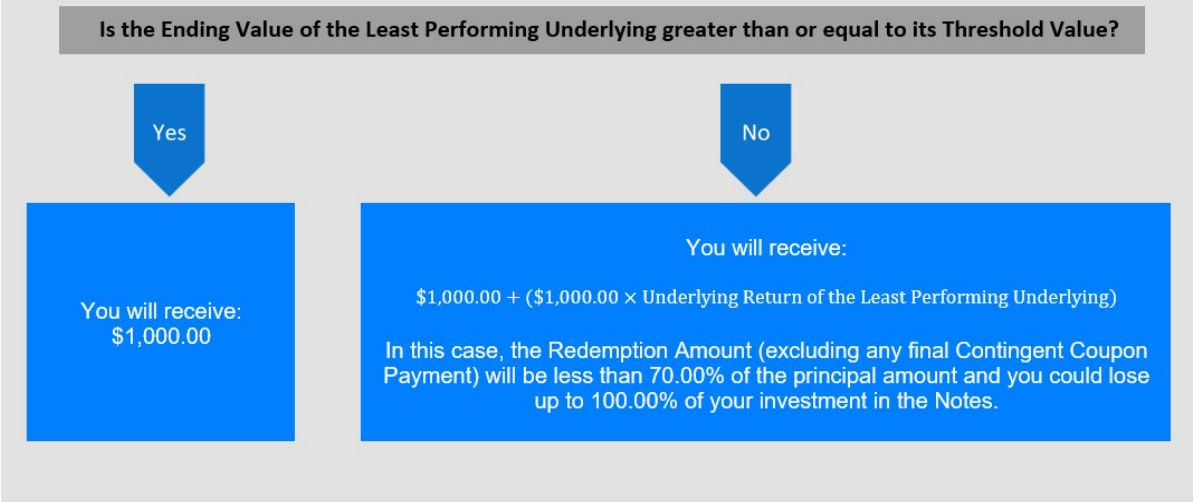 Is the Ending Value of the Least Performing Underlying greater than or equal to its Threshold Value?
Yes
No
You will receive:
$1,000.00
You will receive:
$1,000.00 + ($1,000.00 × Underlying Return of the Least Performing Underlying)
In this case, the Redemption Amount (excluding any final Contingent Coupon
Payment) will be less than 70.00% of the principal amount and you could lose
up to 100.00% of your investment in the Notes.